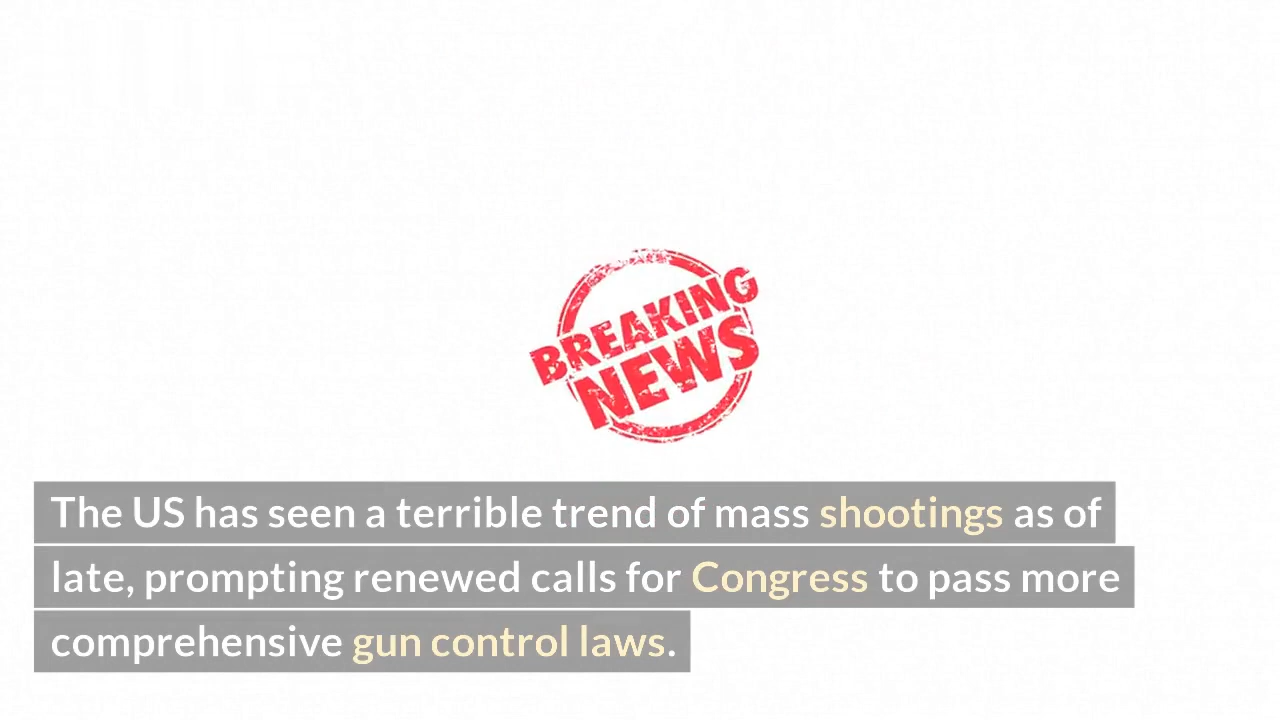 BREAKING
NEWS
The US has seen a terrible trend of mass shootings as of
late, prompting renewed calls for Congress to pass more
comprehensive gun control laws.